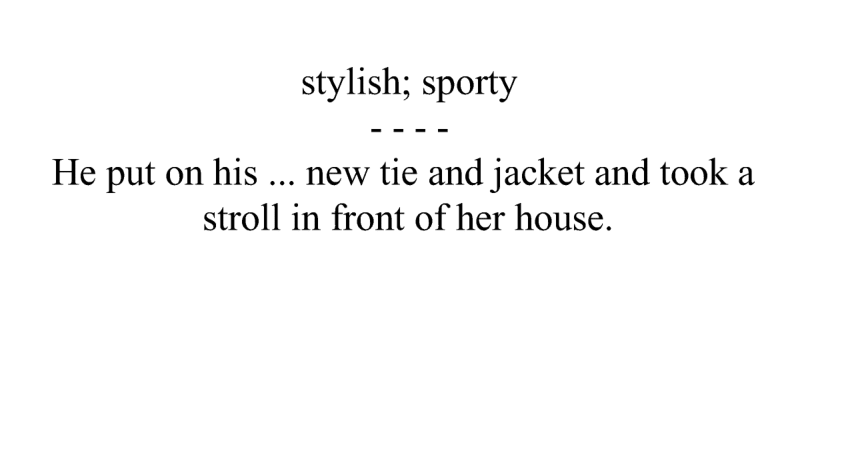 stylish; sporty
- - - -
He put on his ... new tie and jacket and took a
stroll in front of her house.